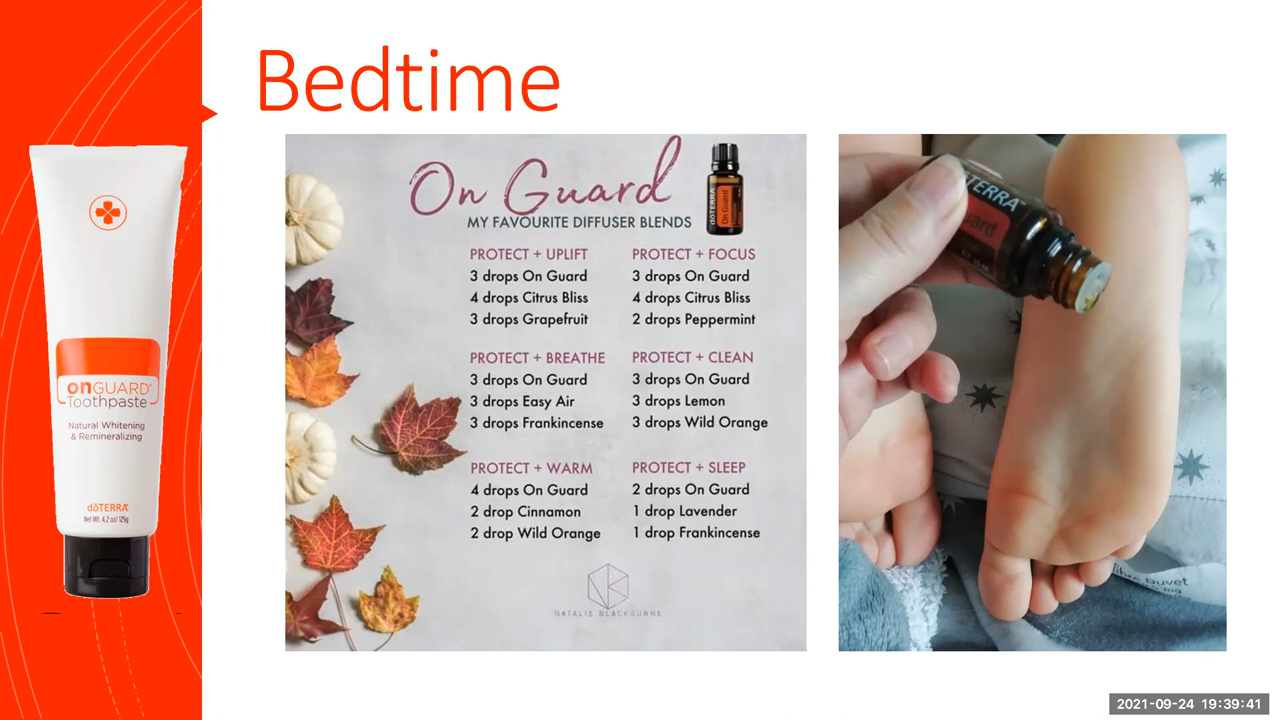 Bedtime
onGUARD
Toothpaste
Natural Whitening
& Remineralizing
dōTERRA
Net Wt. 4.2 oz/ 125g
On Guard
MY FAVOURITE DIFFUSER BLENDS
dōTERRA
On Guard
PROTECT + UPLIFT
3 drops On Guard
4 drops Citrus Bliss
3 drops Grapefruit
PROTECT + FOCUS
3 drops On Guard
4 drops Citrus Bliss
2 drops Peppermint
PROTECT + BREATHE
3 drops On Guard
3 drops Easy Air
3 drops Frankincense
PROTECT + CLEAN
3 drops On Guard
3 drops Lemon
3 drops Wild Orange
PROTECT + WARM
4 drops On Guard
2 drop Cinnamon
2 drop Wild Orange
PROTECT + SLEEP
2 drops On Guard
1 drop Lavender
1 drop Frankincense
NATALIE BLACKBURNE
TERRA
uard
Duvet
2021-09-24 19:39:41